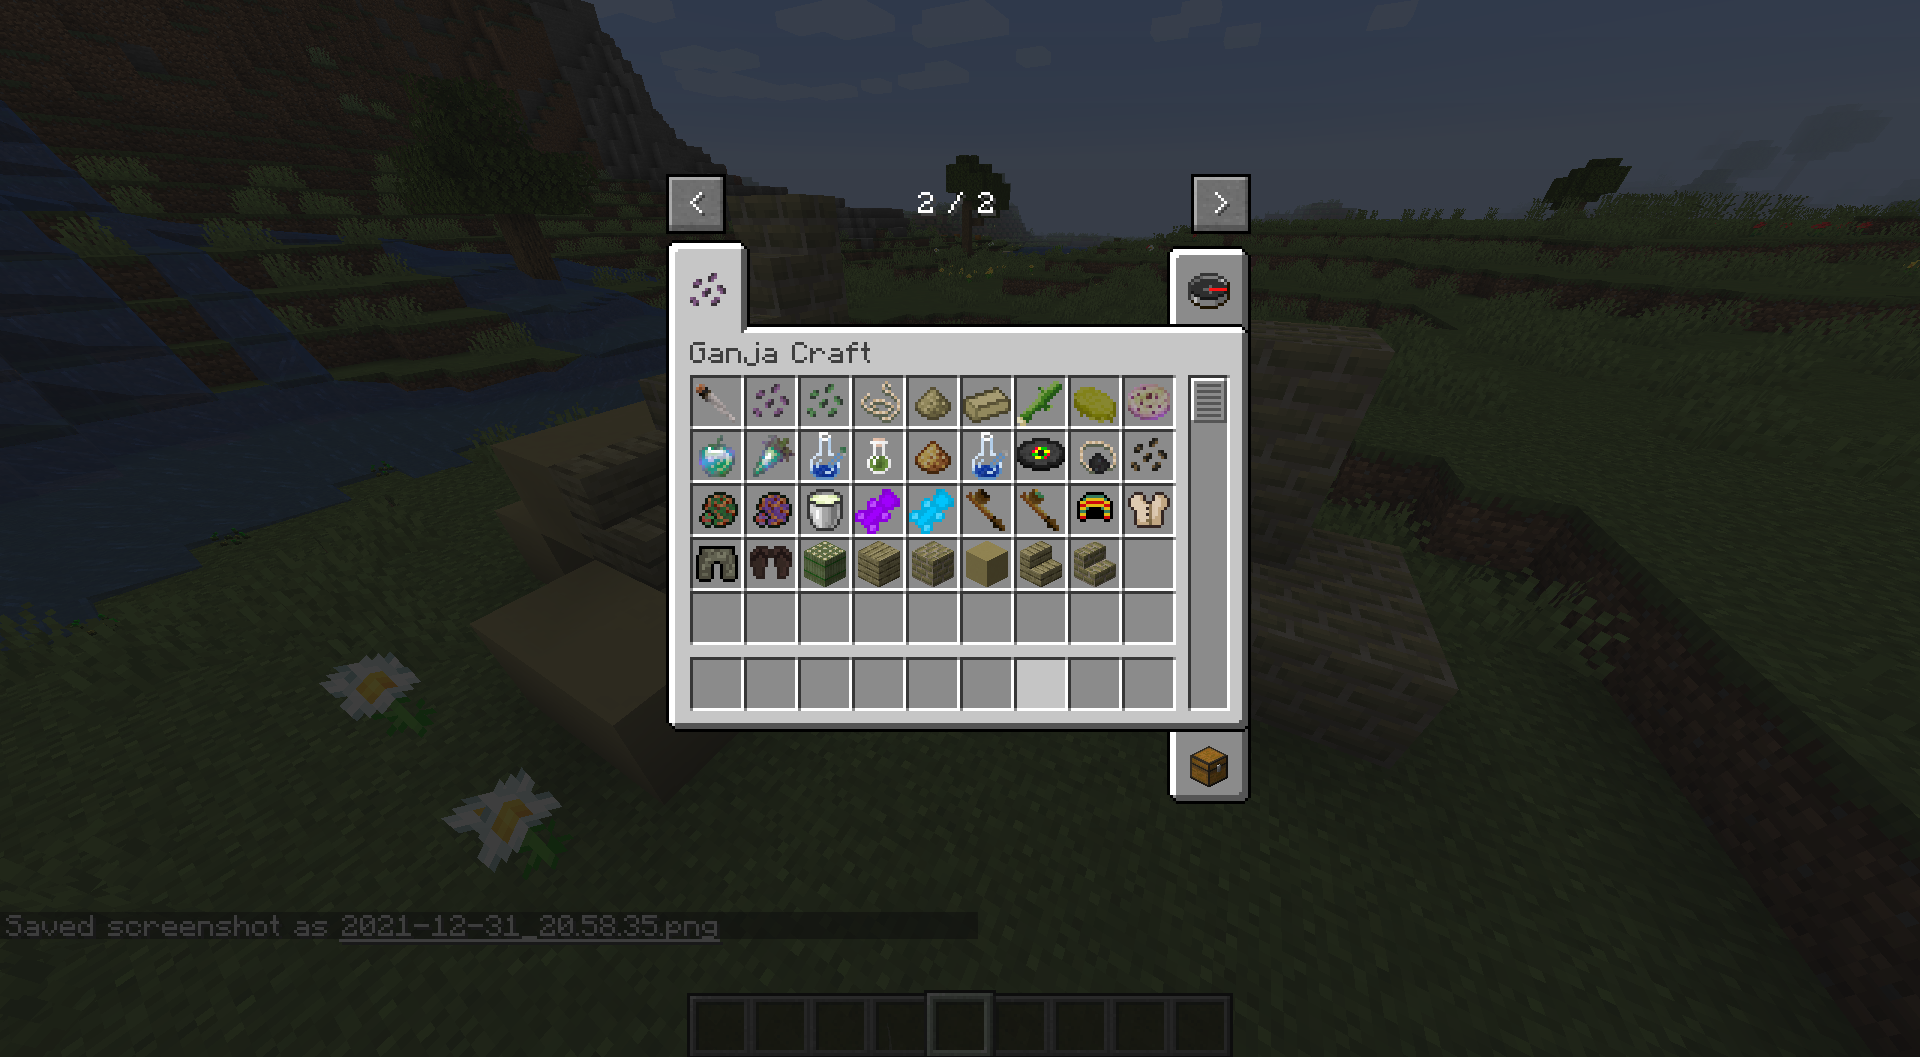 < 2 / 2 >
Ganja Craft
Saved screenshot as 2021-12-31_20.58.35.png